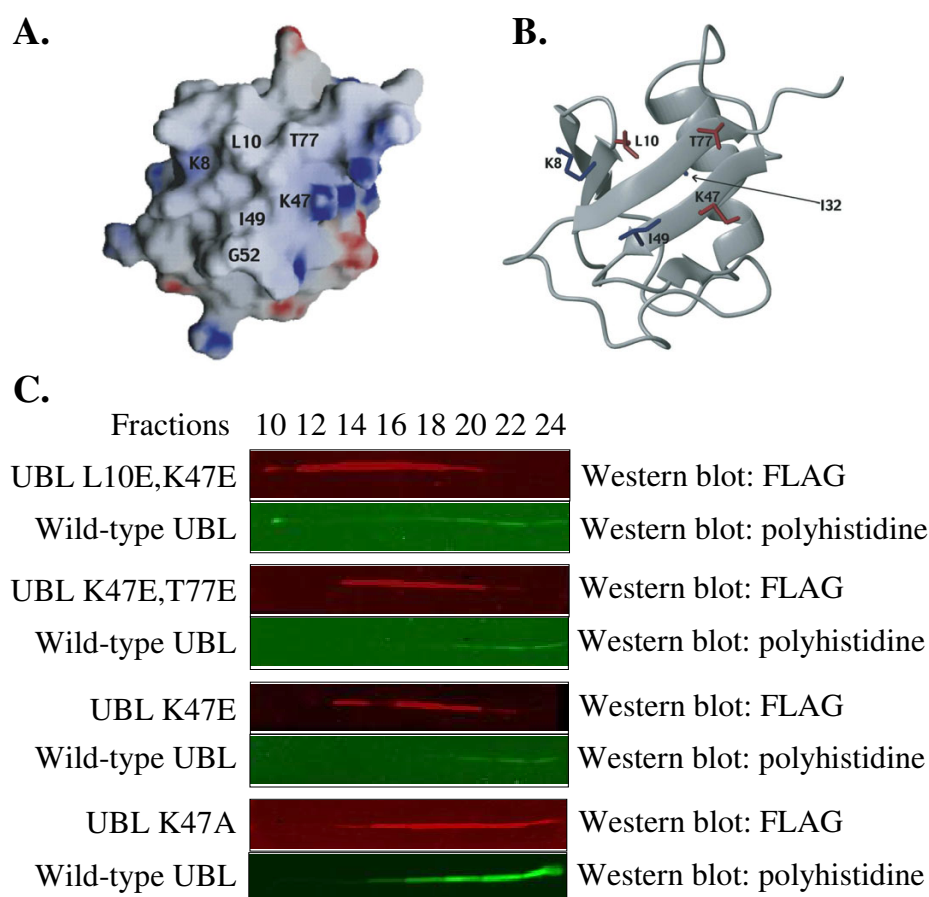 A.
L10 T77
K8
K47
I49
G52
B.
L10
T77
K8
K47
I32
I49
C.
Fractions 10 12 14 16 18 20 22 24
UBL L10E,K47E Western blot: FLAG
Wild-type UBL Western blot: polyhistidine
UBL K47E,T77E Western blot: FLAG
Wild-type UBL Western blot: polyhistidine
UBL K47E Western blot: FLAG
Wild-type UBL Western blot: polyhistidine
UBL K47A Western blot: FLAG
Wild-type UBL Western blot: polyhistidine